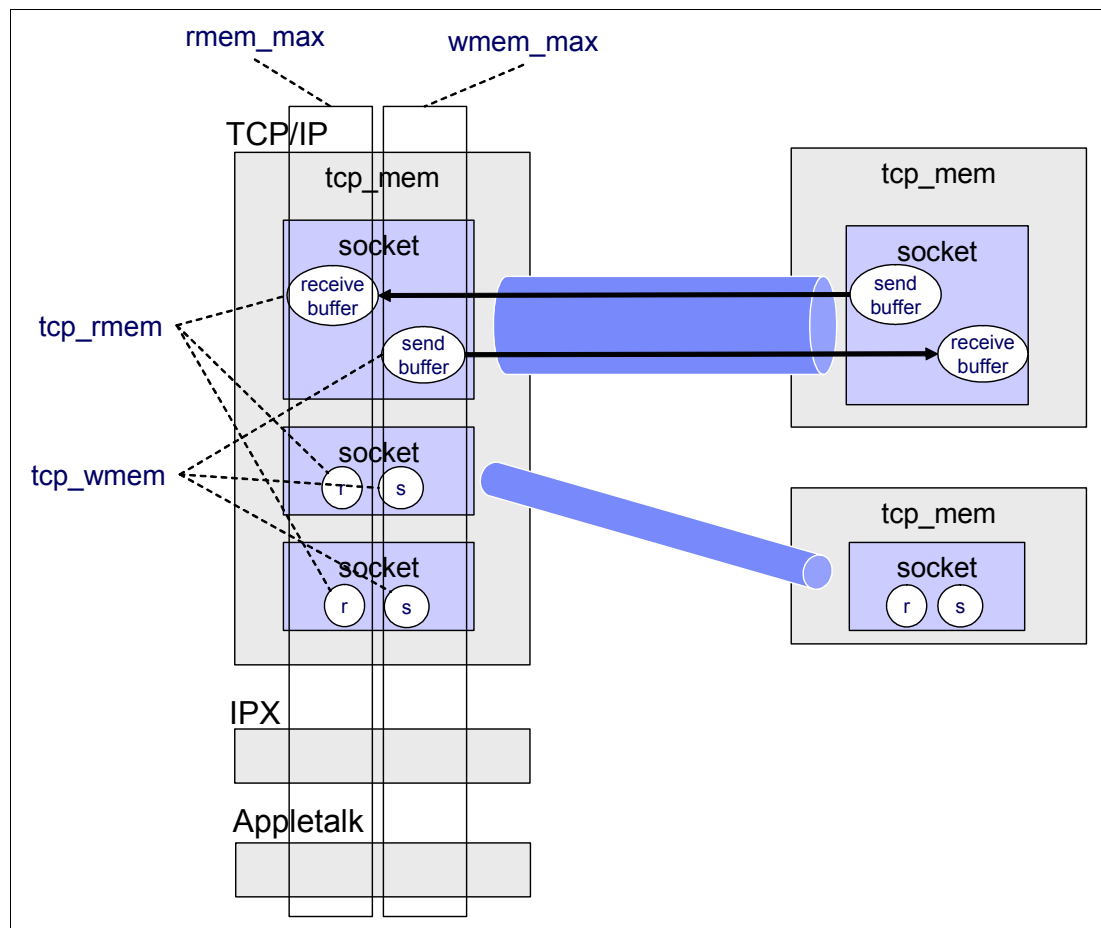 rmem_max
wmem_max
TCP/IP
tcp_mem
socket
receive
buffer
send
buffer
tcp_rmem
tcp_wmem
socket
r
s
socket
r
s
IPX
Appletalk
tcp_mem
socket
send
buffer
receive
buffer
tcp_mem
socket
r
s